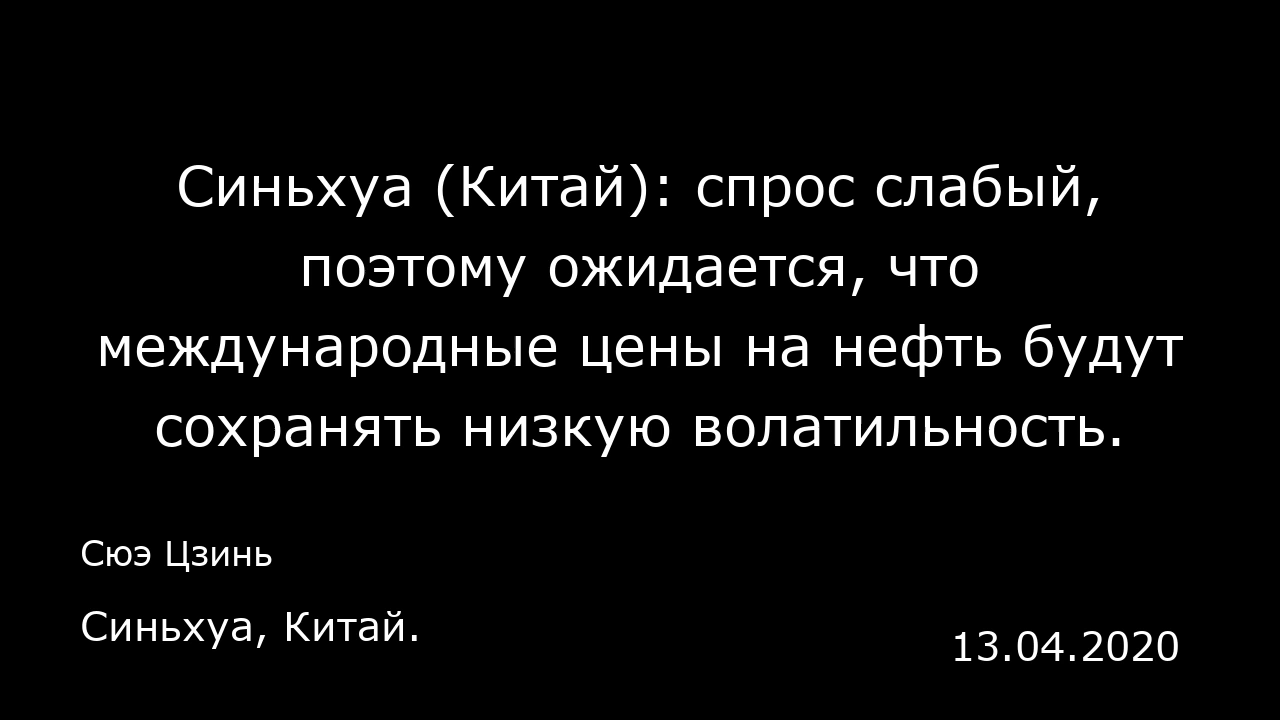 Синьхуа (Китай): спрос слабый,
поэтому ожидается, что
международные цены на нефть будут
сохранять низкую волатильность.
Сюэ Цзинь
Синьхуа, Китай.
13.04.2020